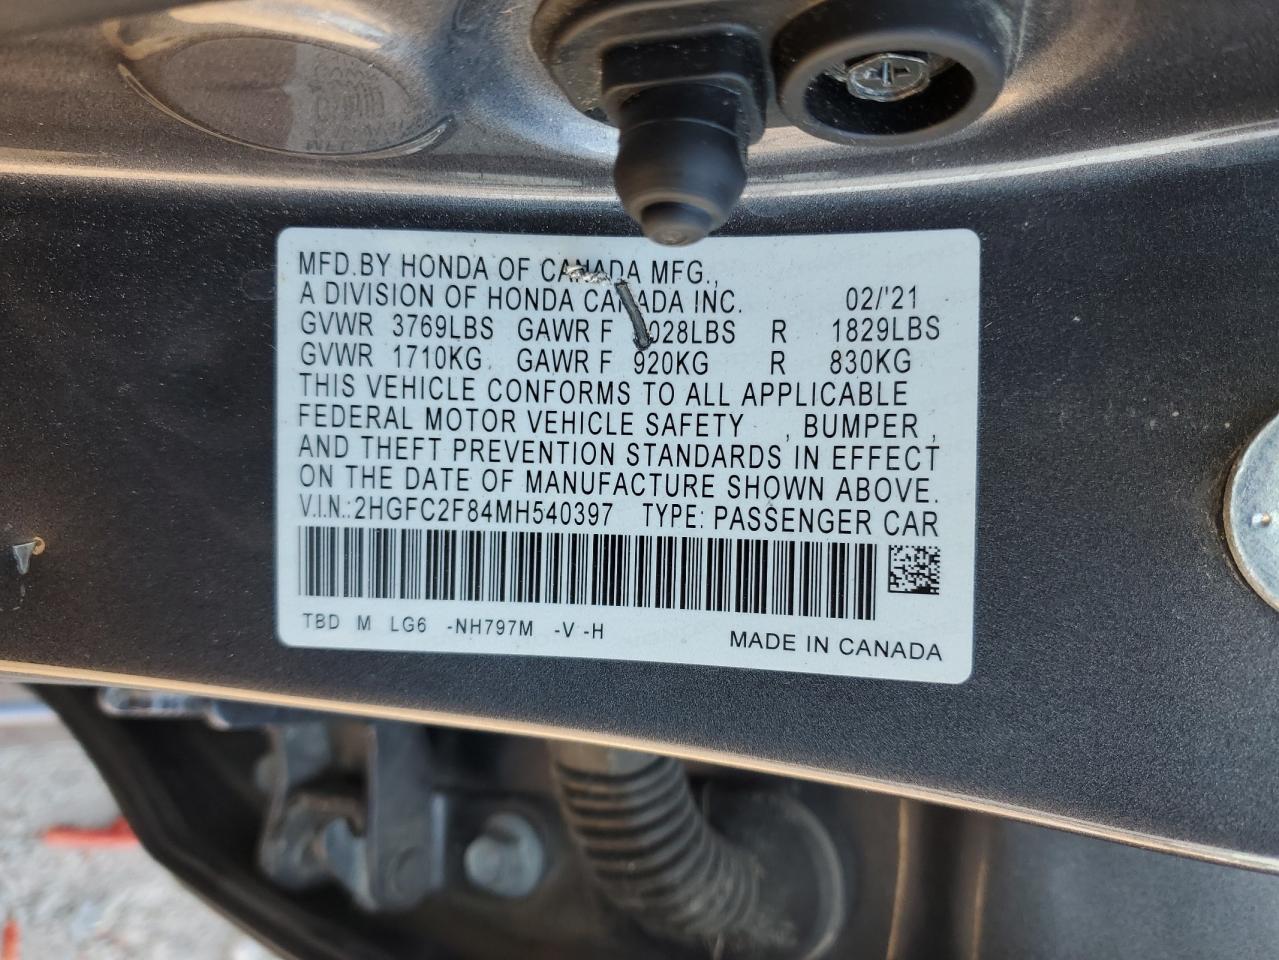 MFD.BY HONDA OF CANADA MFG.,
A DIVISION OF HONDA CANADA INC. 02/'21
GVWR 3769LBS GAWR F 028LBS R 1829LBS
GVWR 1710KG GAWR F 920KG R 830KG
THIS VEHICLE CONFORMS TO ALL APPLICABLE
FEDERAL MOTOR VEHICLE SAFETY , BUMPER ,
AND THEFT PREVENTION STANDARDS IN EFFECT
ON THE DATE OF MANUFACTURE SHOWN ABOVE.
V.I.N.:2HGFC2F84MH540397 TYPE: PASSENGER CAR
TBD M LG6 -NH797M -V -H
MADE IN CANADA